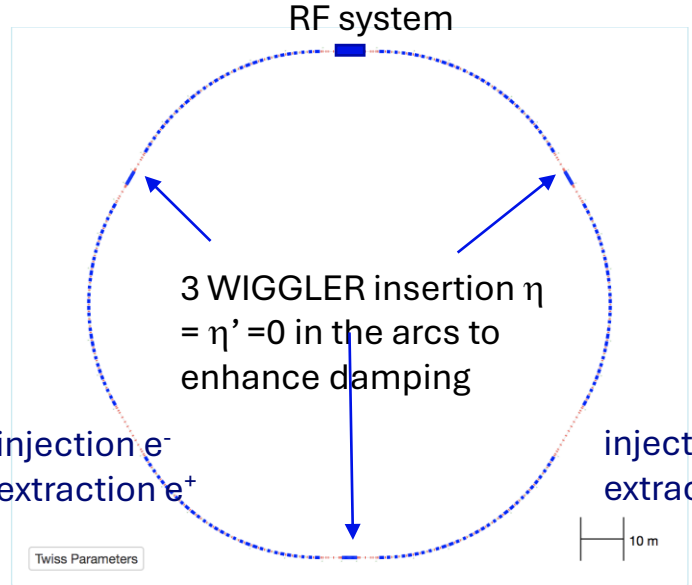 RF system
3 WIGGLER insertion η
= η’ =0 in the arcs to
enhance damping
injection e⁻
extraction e⁺
inject
extrac
Twiss Parameters
10 m